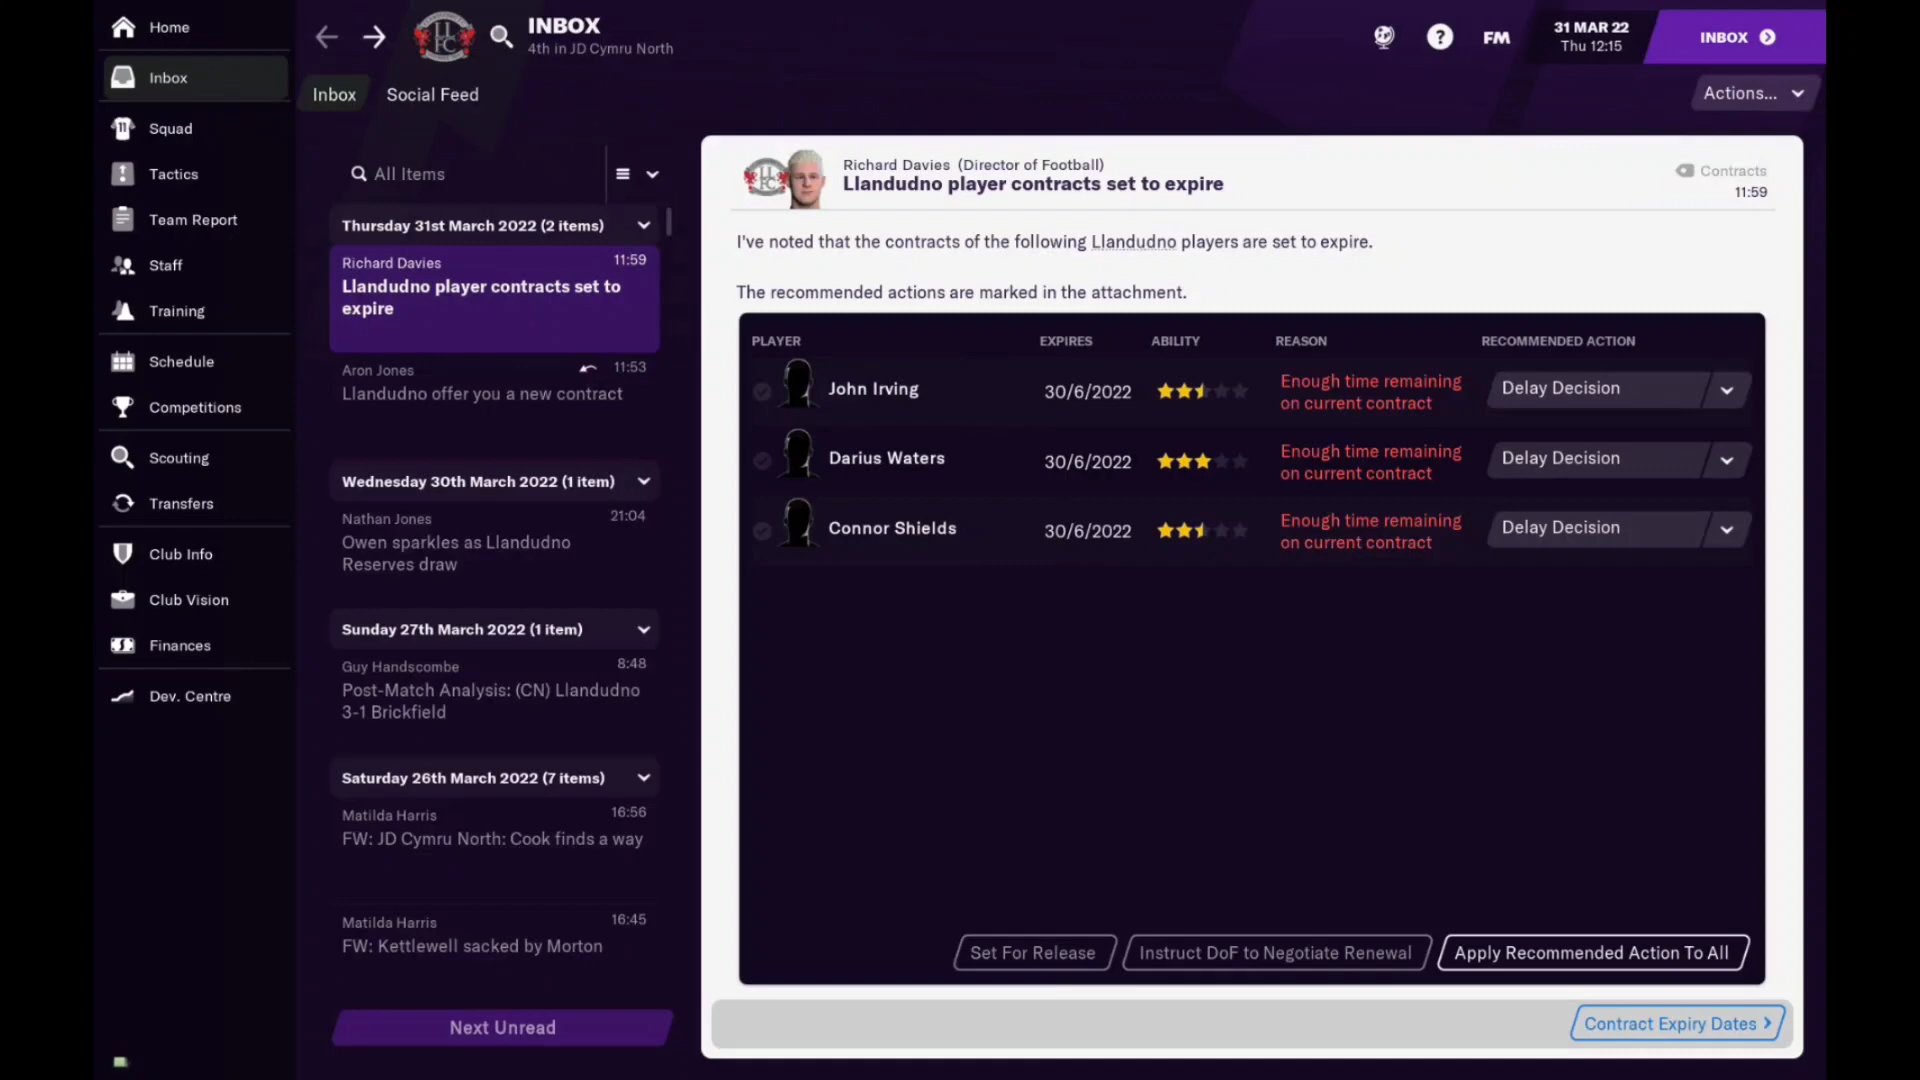 Home
Inbox
Squad
Tactics
Team Report
Staff
Training
Schedule
Competitions
Scouting
Transfers
Club Info
Club Vision
Finances
Dev. Centre
INBOX
4th in JD Cymru North
FM
31 MAR 22
Thu 12:15
INBOX
Inbox
Social Feed
Actions...
All Items
Thursday 31st March 2022 (2 items)
Richard Davies 11:59
Llandudno player contracts set to
expire
Aron Jones 11:53
Llandudno offer you a new contract
Wednesday 30th March 2022 (1 item)
Nathan Jones 21:04
Owen sparkles as Llandudno
Reserves draw
Sunday 27th March 2022 (1 item)
Guy Handscombe 8:48
Post-Match Analysis: (CN) Llandudno
3-1 Brickfield
Saturday 26th March 2022 (7 items)
Matilda Harris 16:56
FW: JD Cymru North: Cook finds a way
Matilda Harris 16:45
FW: Kettlewell sacked by Morton
Next Unread
Richard Davies (Director of Football)
Llandudno player contracts set to expire
Contracts
11:59
I've noted that the contracts of the following Llandudno players are set to expire.
The recommended actions are marked in the attachment.
PLAYER EXPIRES ABILITY REASON RECOMMENDED ACTION
John Irving 30/6/2022 Enough time remaining
on current contract Delay Decision
Darius Waters 30/6/2022 Enough time remaining
on current contract Delay Decision
Connor Shields 30/6/2022 Enough time remaining
on current contract Delay Decision
Set For Release Instruct DoF to Negotiate Renewal Apply Recommended Action To All
Contract Expiry Dates